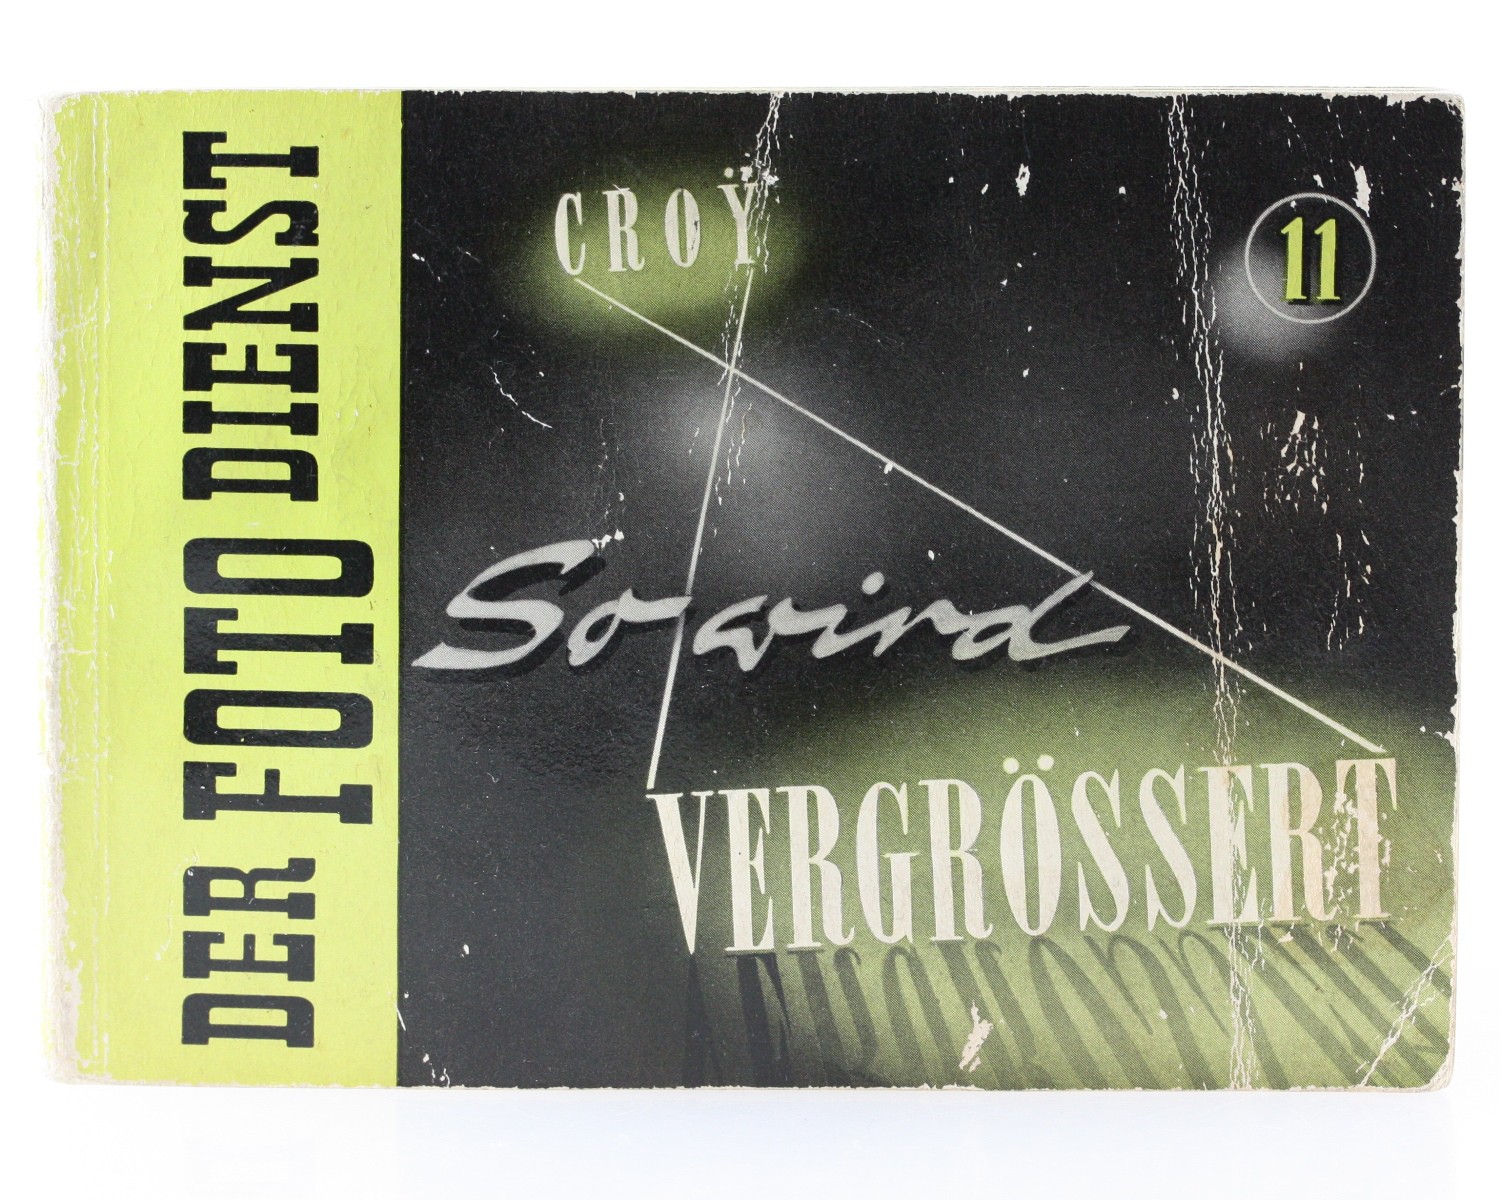 DER FOTO DIENST
CROŸ
11
So wird
VERGRÖSSERT